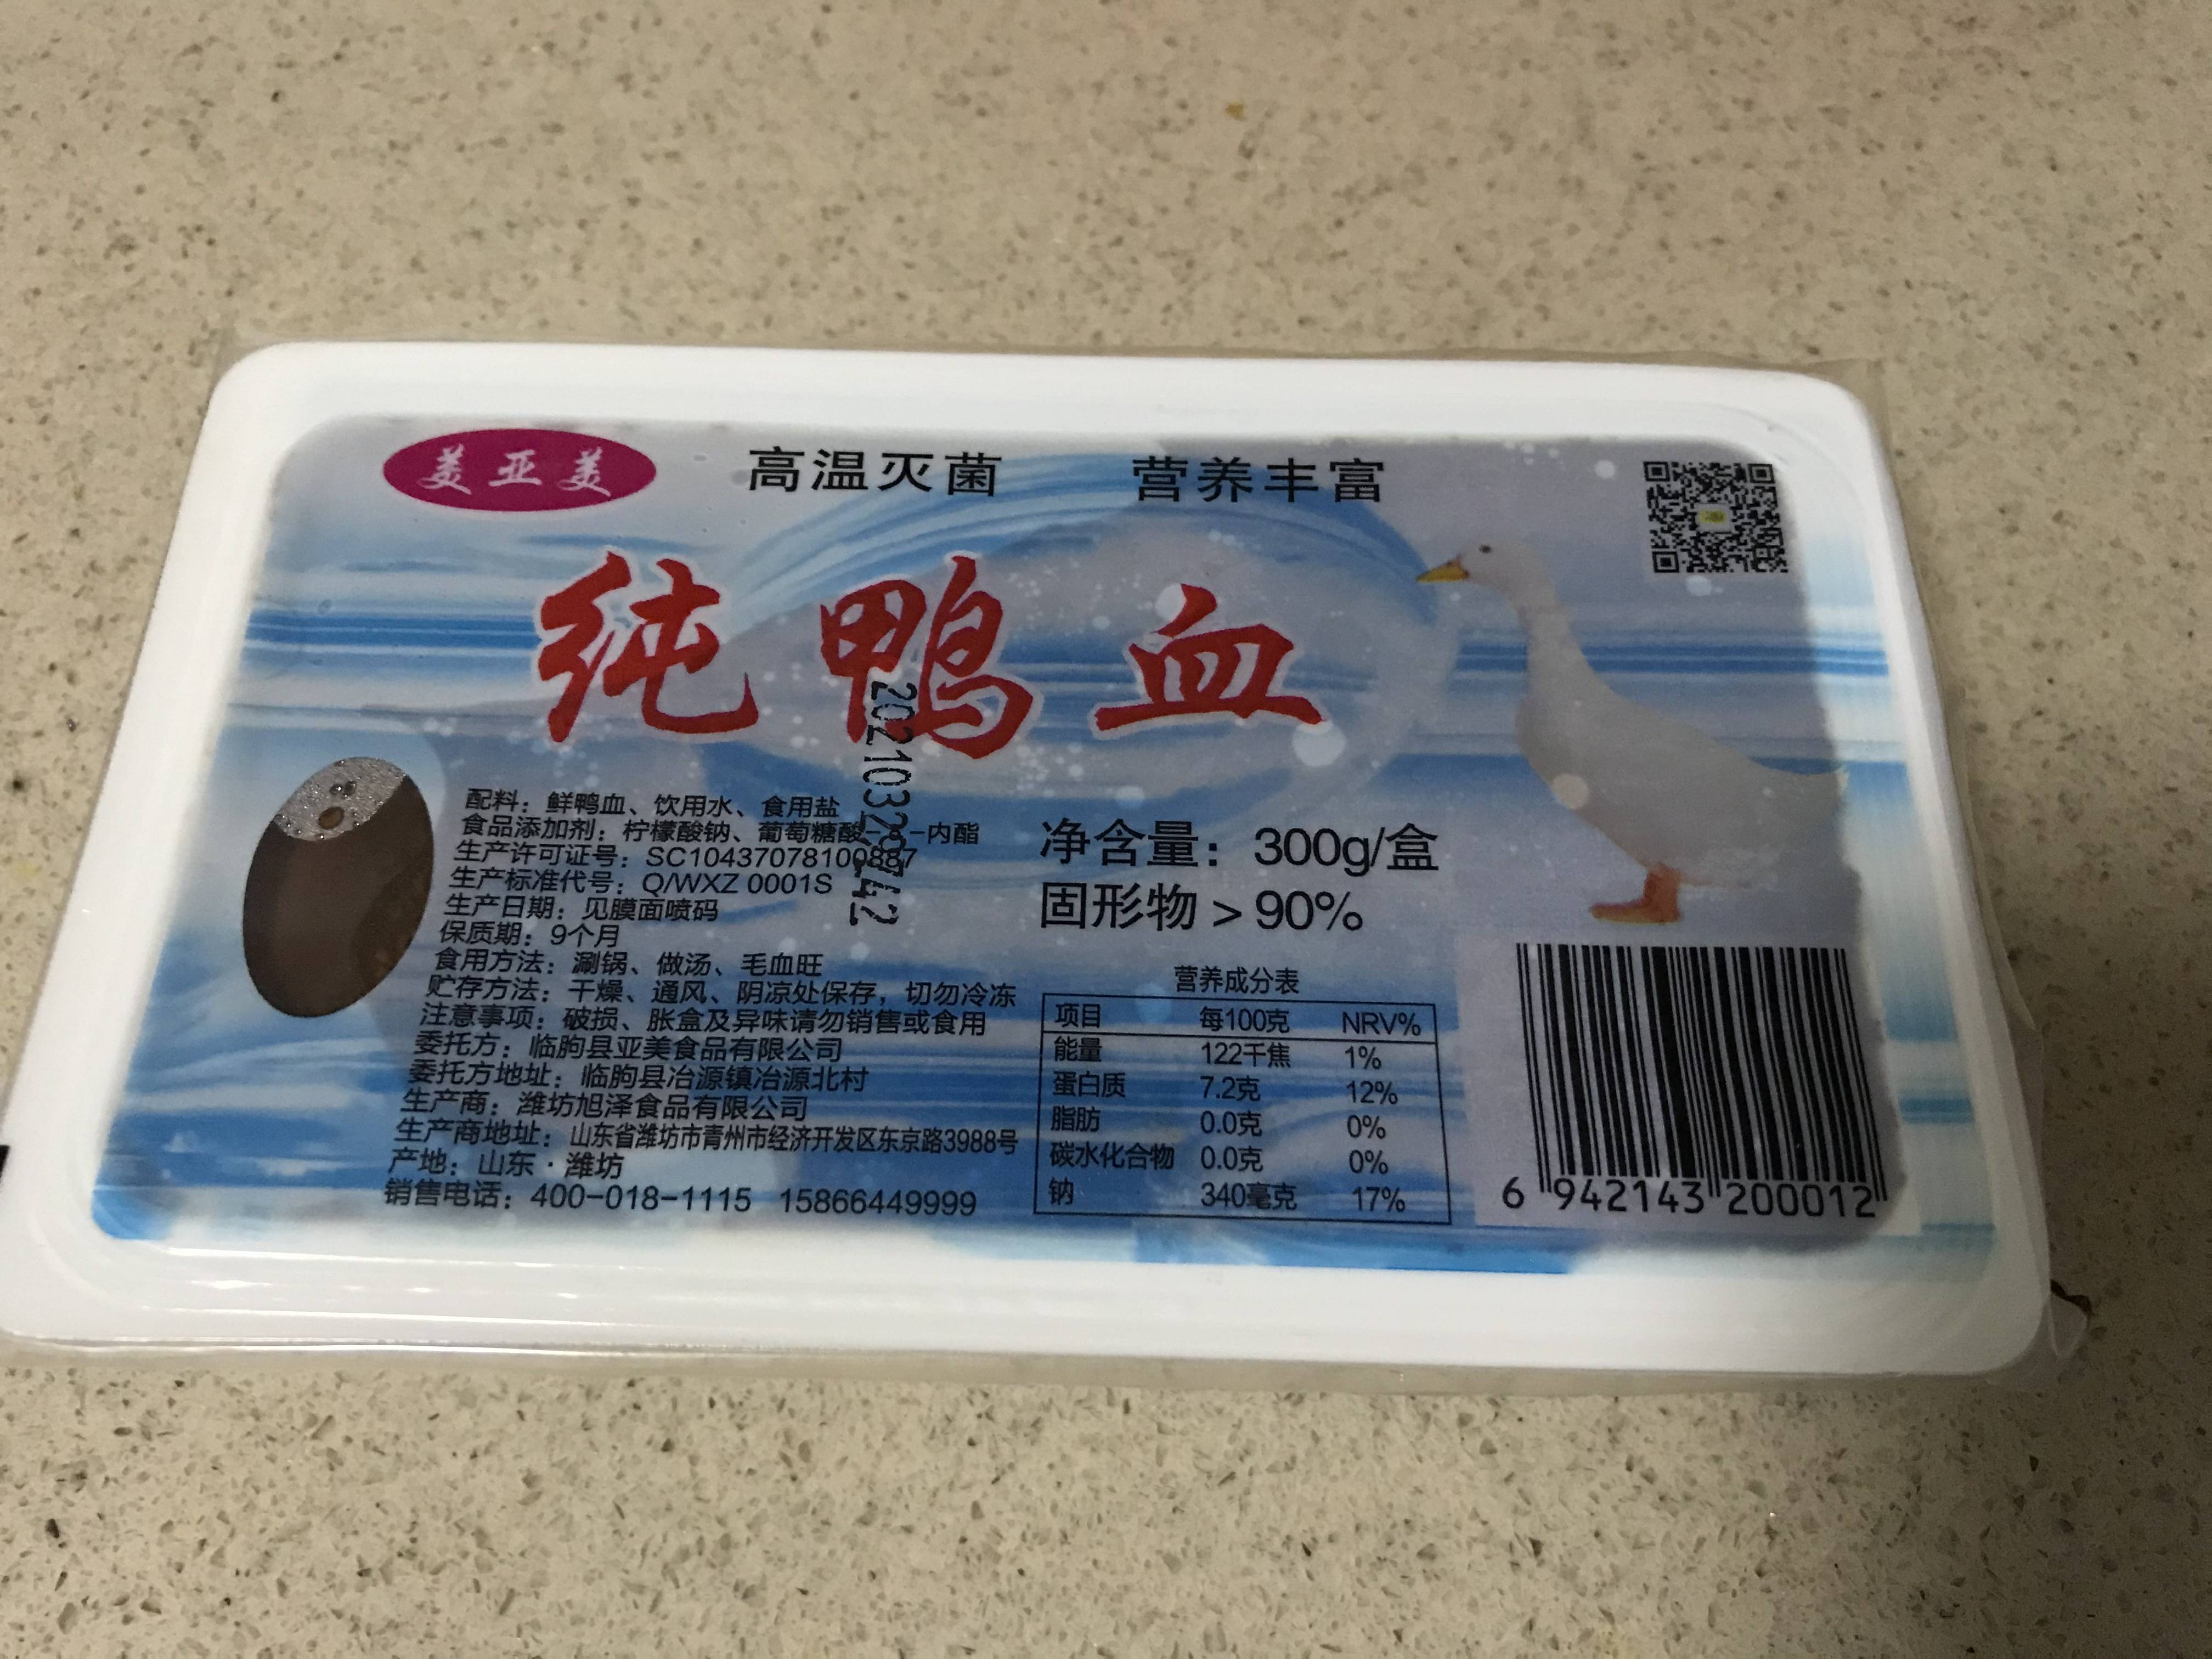 美亚美
高温灭菌 营养丰富
纯鸭血
配料：鲜鸭血、饮用水、食用盐
食品添加剂：柠檬酸钠、葡萄糖酸-δ-内酯
生产许可证号：SC10437078100887
生产标准代号：Q/WXZ 0001S
生产日期：见膜面喷码
保质期：9个月
食用方法：涮锅、做汤、毛血旺
贮存方法：干燥、通风、阴凉处保存，切勿冷冻
注意事项：破损、胀盒及异味请勿销售或食用
委托方：临朐县亚美食品有限公司
委托方地址：临朐县冶源镇冶源北村
生产商：潍坊旭泽食品有限公司
生产商地址：山东省潍坊市青州市经济开发区东京路3988号
产地：山东·潍坊
销售电话：400-018-1115 15866449999
净含量：300g/盒
固形物＞90%
营养成分表
项目 每100克 NRV%
能量 122千焦 1%
蛋白质 7.2克 12%
脂肪 0.0克 0%
碳水化合物 0.0克 0%
钠 340毫克 17%
6 942143 200012